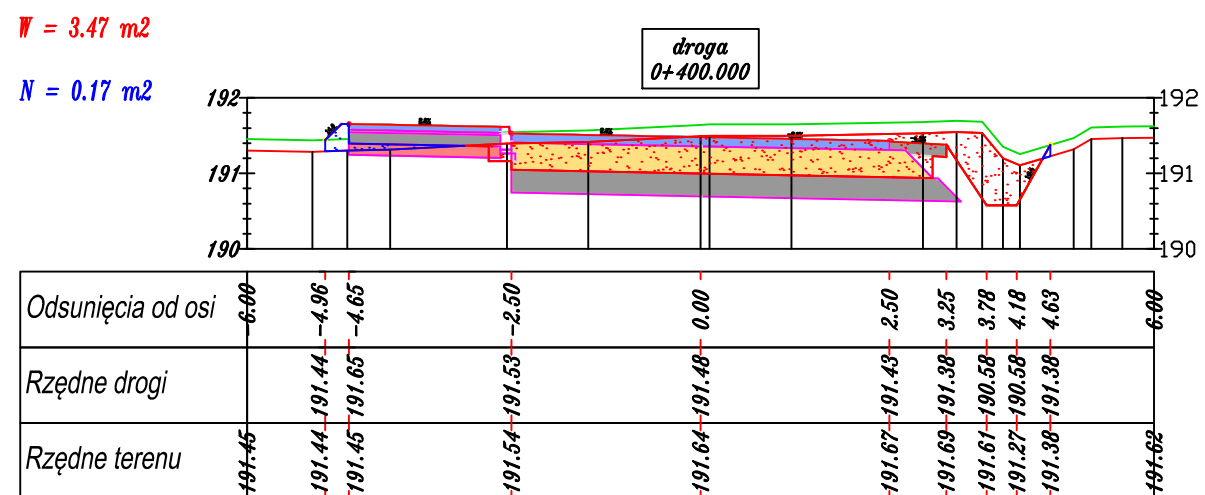 W = 3.47 m2
N = 0.17 m2
droga
0+400.000
192
192
191
191
190
190
Odsunięcia od osi
-6.00 -4.96 -4.65 -2.50 0.00 2.50 3.25 3.78 4.18 4.63 6.00
Rzędne drogi
191.44 191.65 191.53 191.48 191.43 191.38 190.58 190.58 191.38
Rzędne terenu
191.45 191.44 191.45 191.54 191.64 191.67 191.69 191.61 191.27 191.38 191.62